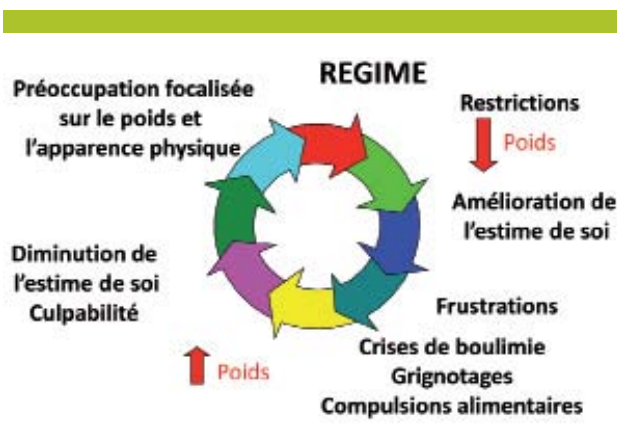 REGIME
Restrictions
Poids
Amélioration de
l'estime de soi
Frustrations
Crises de boulimie
Grignotages
Compulsions alimentaires
Poids
Diminution de
l'estime de soi
Culpabilité
Préoccupation focalisée
sur le poids et
l'apparence physique